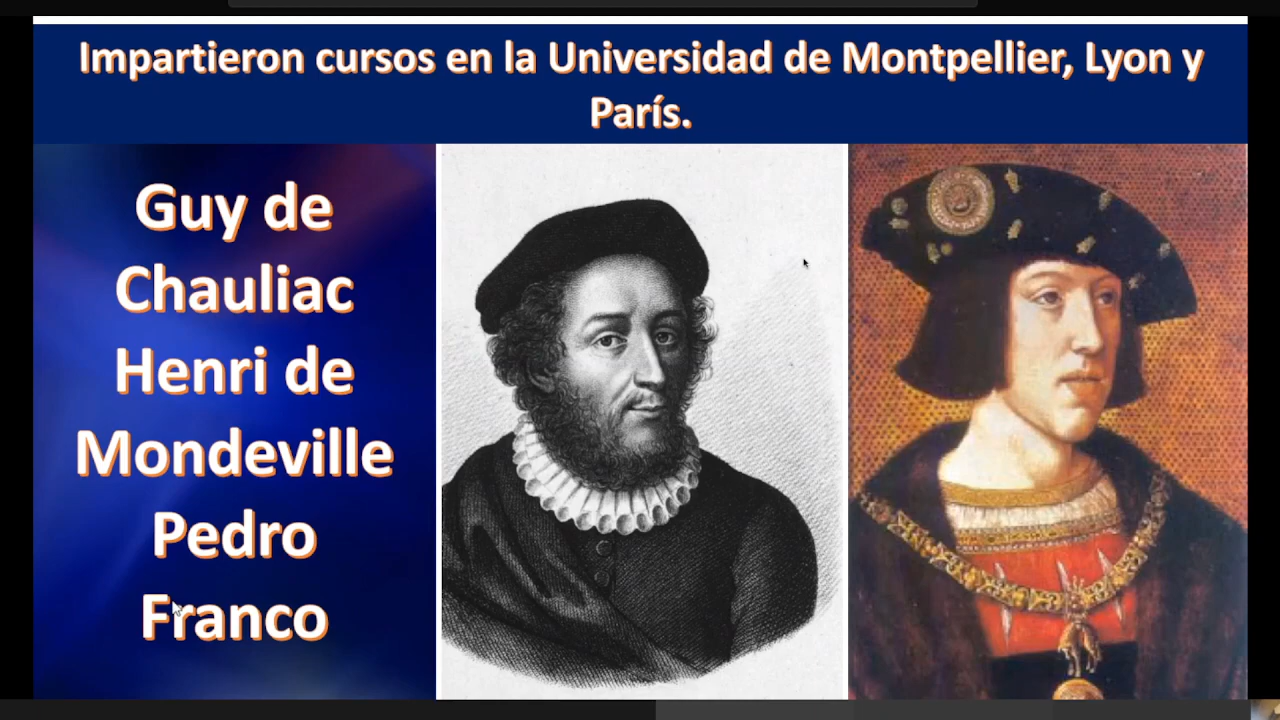 Impartieron cursos en la Universidad de Montpellier, Lyon y
París.
Guy de
Chauliac
Henri de
Mondeville
Pedro
Franco